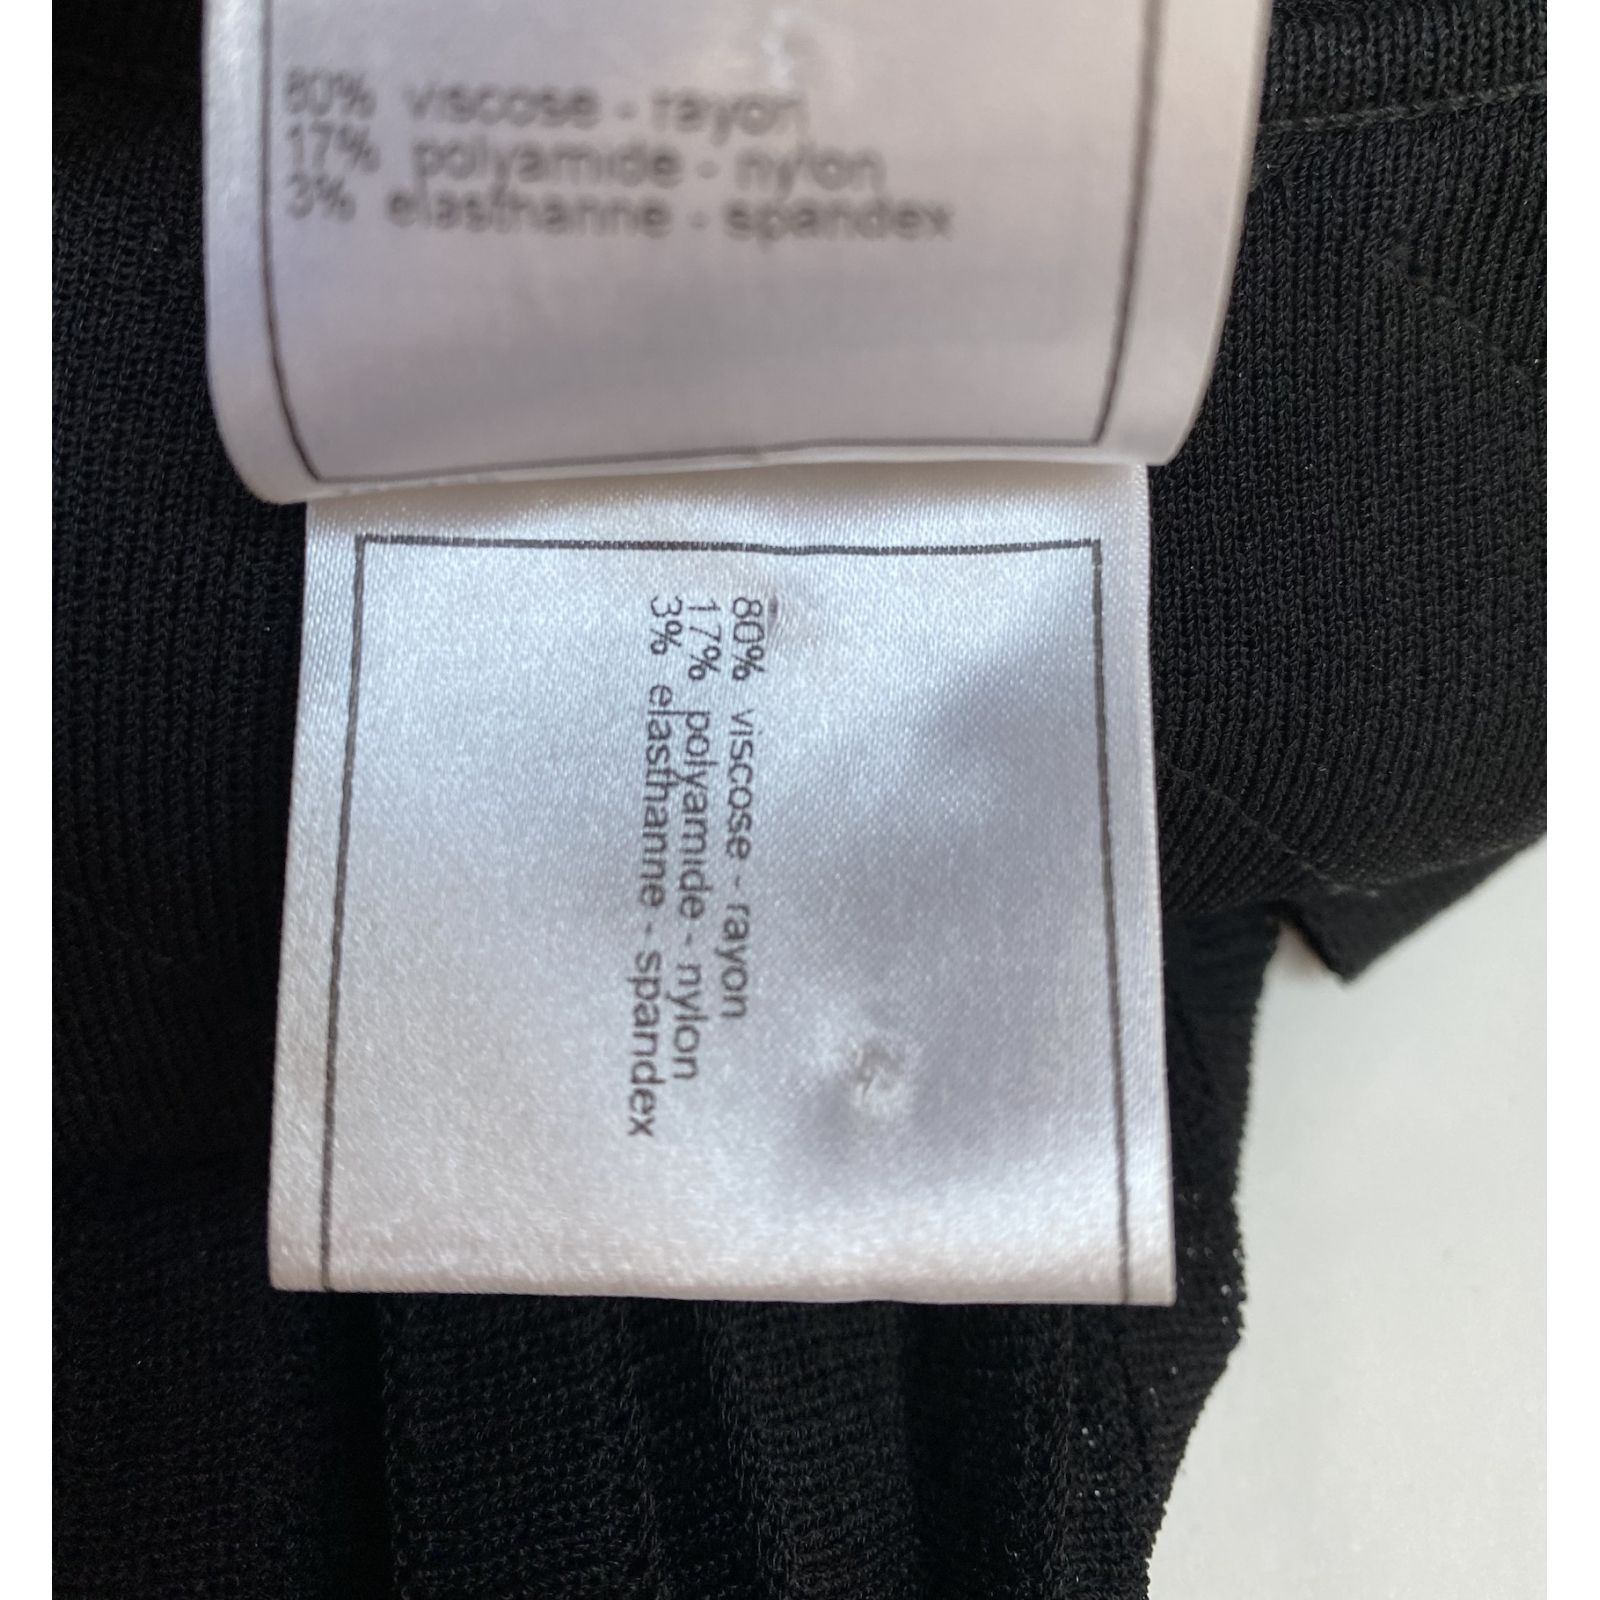 80% viscose - rayon
17% polyamide - nylon
3% elasthanne - spandex
80% viscose - rayon
17% polyamide - nylon
3% elasthanne - spandex